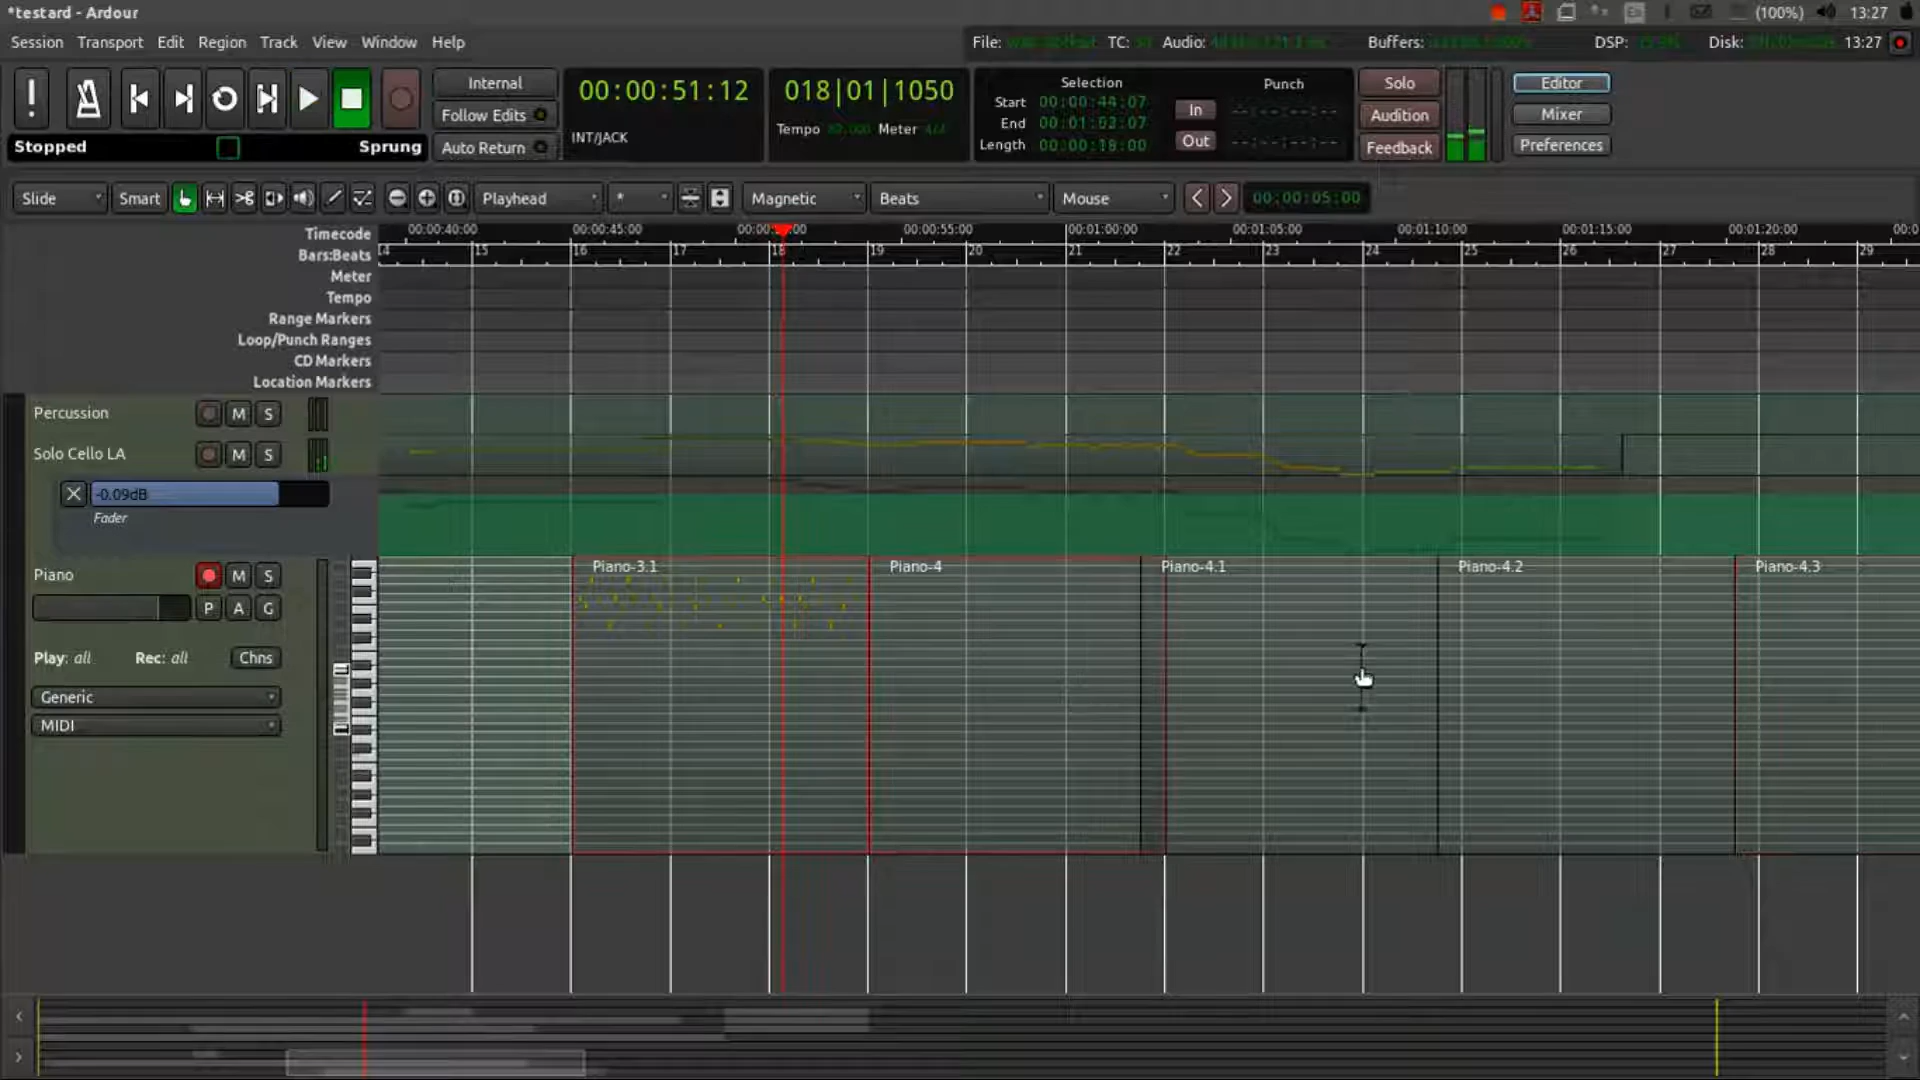 *testard - Ardour
(100%) 13:27
Session Transport Edit Region Track View Window Help
File: TC: Audio: Buffers: DSP: Disk: 13:27
Internal
Follow Edits
Auto Return
Stopped Sprung
00:00:51:12
INT/JACK
018|01|1050
Tempo Meter 4/4
Selection
Start 00:00:44:07
End
Length 00:00:18:00
Punch
In --:--:--:--
Out --:--:--:--
Solo
Audition
Feedback
Editor
Mixer
Preferences
Slide Smart Playhead * Magnetic Beats Mouse 00:00:05:00
Timecode 00:00:40:00 00:00:45:00 00:00:55:00 00:01:00:00 00:01:05:00 00:01:10:00 00:01:15:00 00:01:20:00
Bars:Beats 14 15 16 17 18 19 20 21 22 23 24 25 26 27 28 29
Meter
Tempo
Range Markers
Loop/Punch Ranges
CD Markers
Location Markers
Percussion M S
Solo Cello LA M S
-0.09dB
Fader
Piano M S
P A G
Play: all Rec: all Chns
Generic
MIDI
Piano-3.1 Piano-4 Piano-4.1 Piano-4.2 Piano-4.3